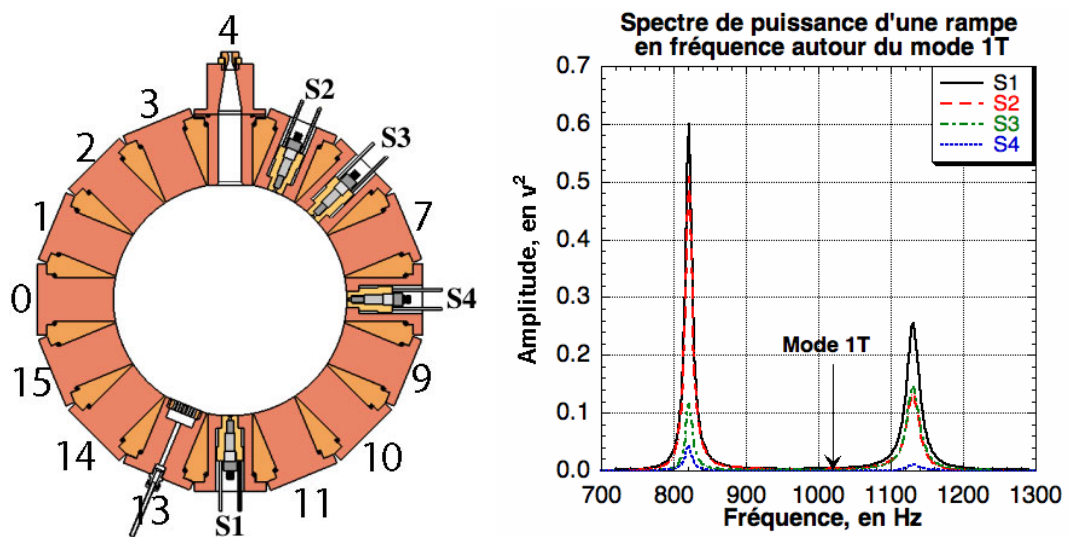 4
3
S2
2
S3
1
7
0
S4
15
9
14
10
13
11
S1
Spectre de puissance d'une rampe
en fréquence autour du mode 1T
0.7
0.6
0.5
0.4
0.3
0.2
0.1
0.0
Amplitude, en v²
S1
S2
S3
S4
Mode 1T
700 800 900 1000 1100 1200 1300
Fréquence, en Hz